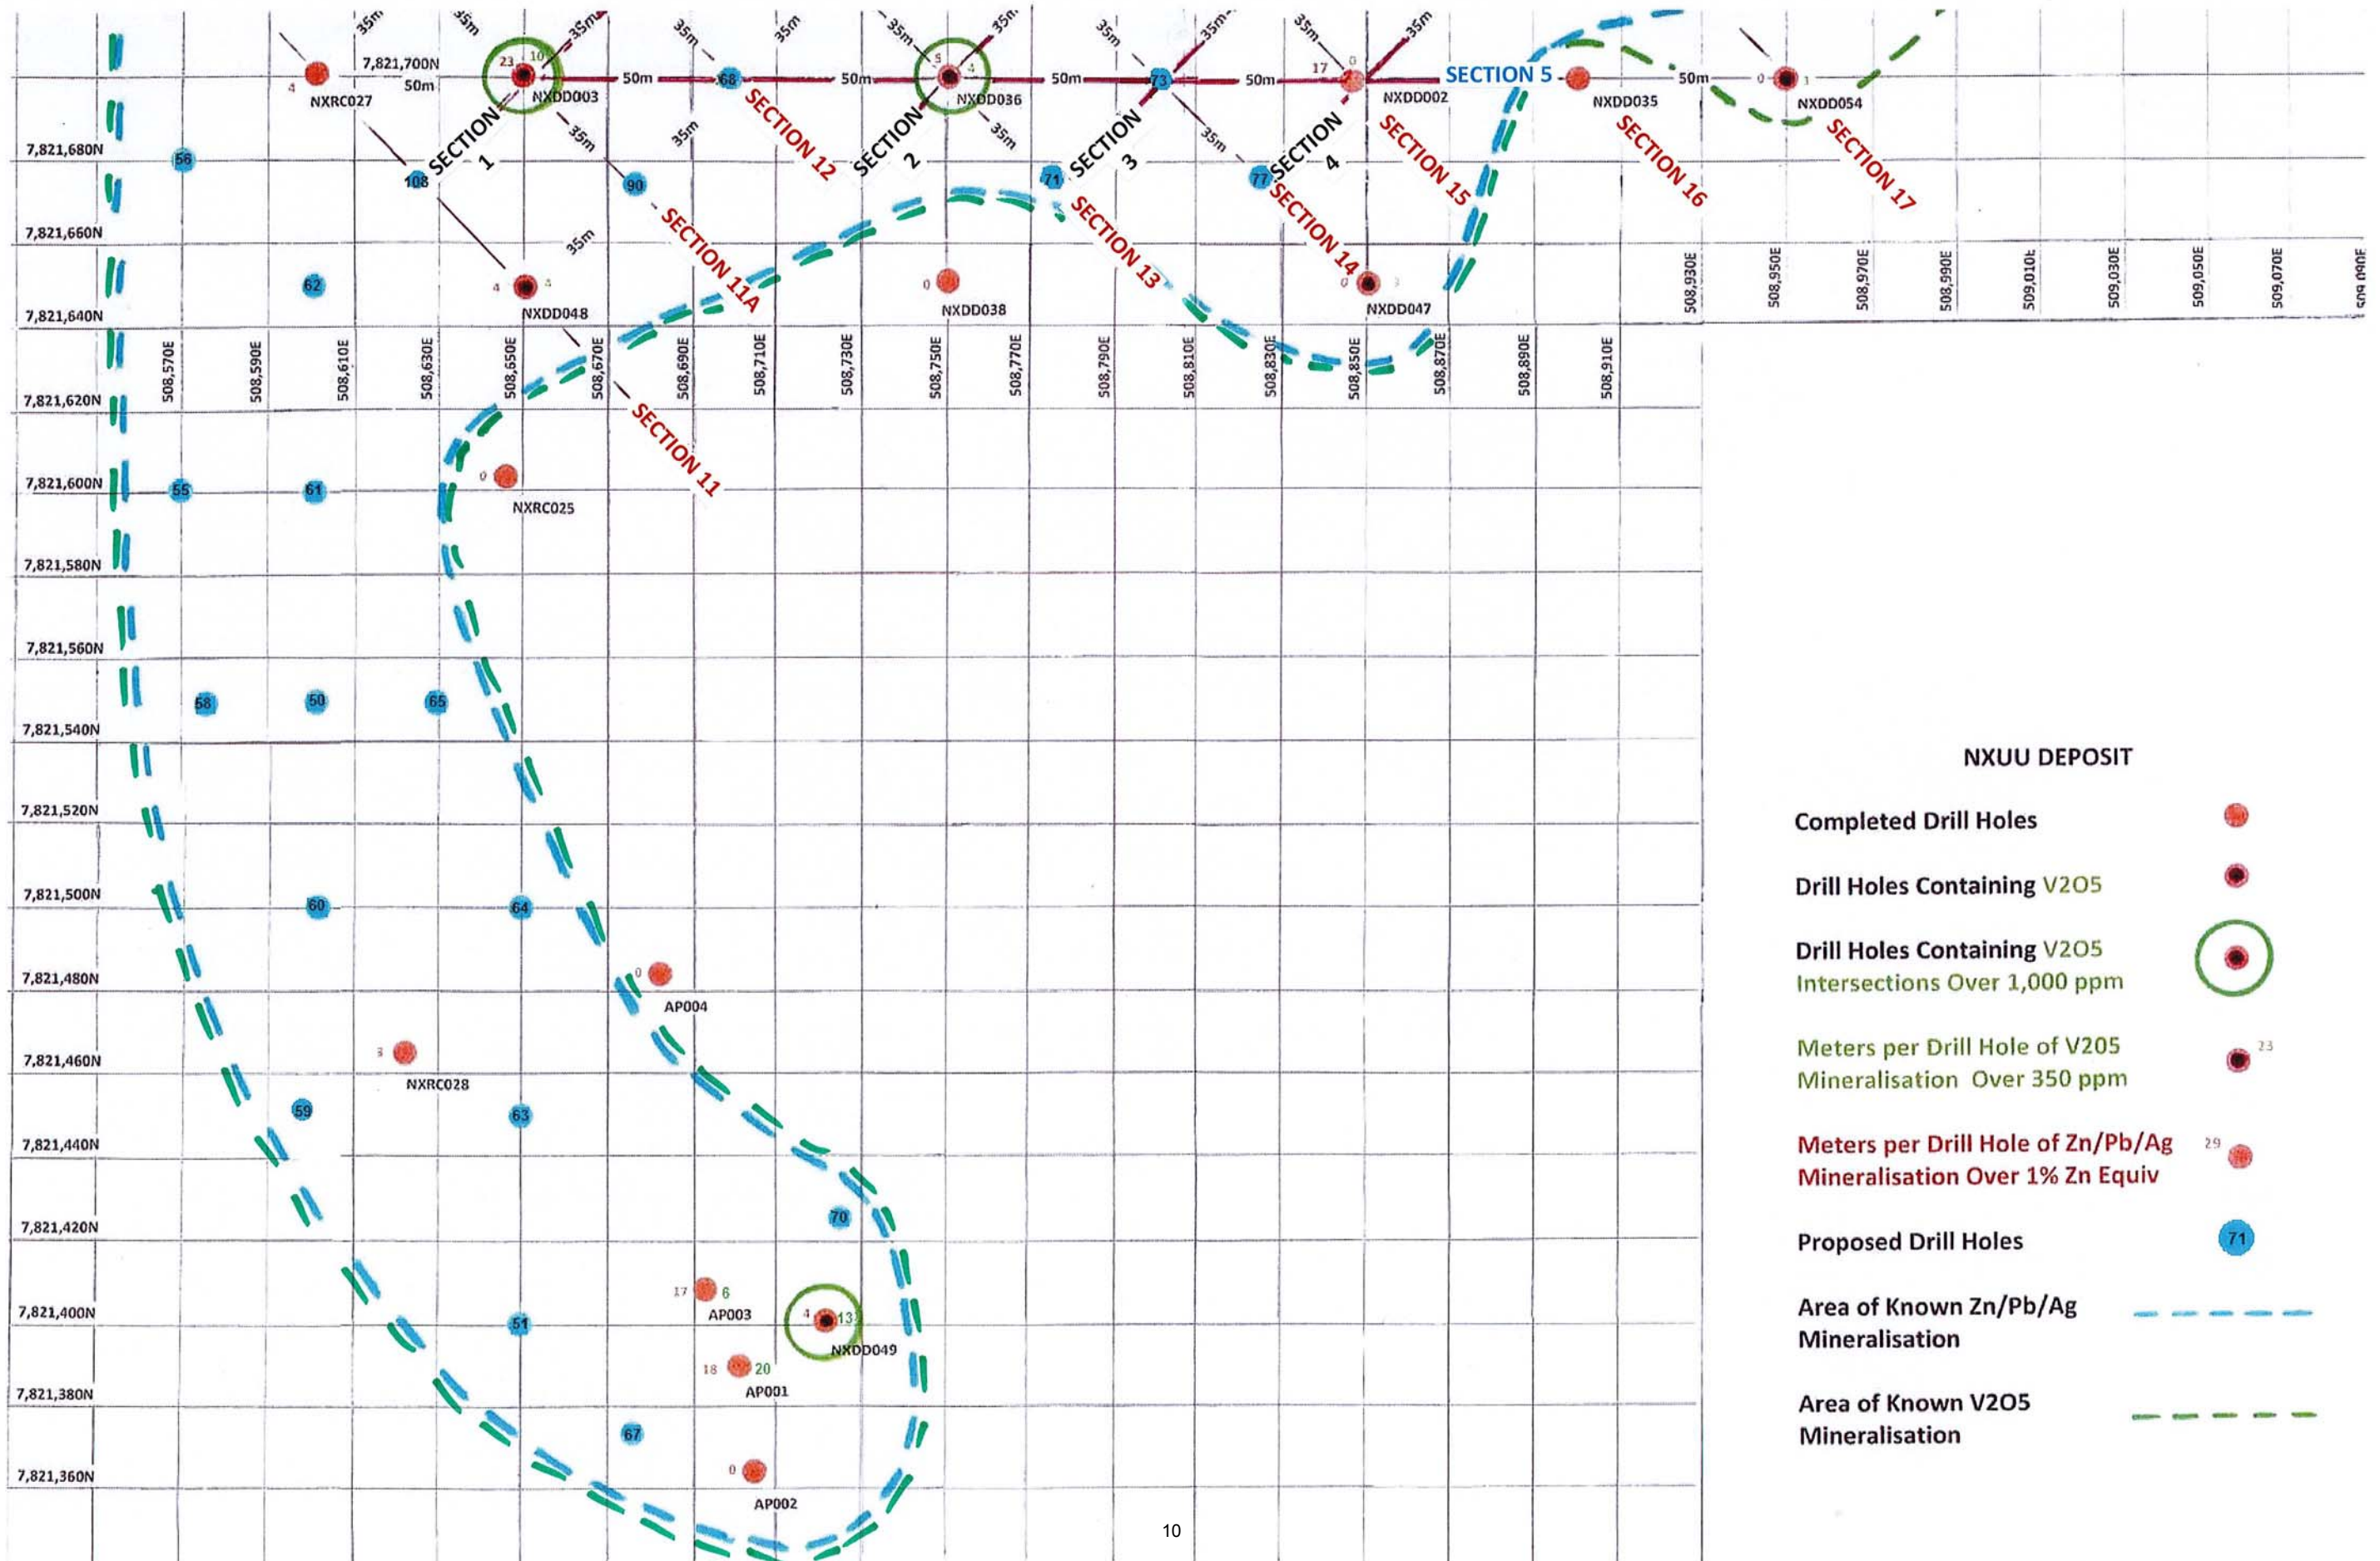 35m
35m
35m
35m
35m
35m
35m
35m
35m
35m
35m
7,821,700N
50m
4
NXRC027
23
10
NXDD003
50m
68
50m
5
4
NXDD036
50m
73
50m
17
0
NXDD002
SECTION 5
NXDD035
50m
0
1
NXDD054
7,821,680N
56
108
SECTION 1
35m
90
35m
SECTION 12
SECTION 2
35m
71
SECTION 3
35m
77
SECTION 4
SECTION 15
SECTION 16
SECTION 17
7,821,660N
35m
SECTION 11A
SECTION 13
SECTION 14
62
4
4
NXDD048
0
NXDD038
0
3
NXDD047
508,930E
508,950E
508,970E
508,990E
509,010E
509,030E
509,050E
509,070E
7,821,640N
508,570E
508,590E
508,610E
508,630E
508,650E
508,670E
508,690E
508,710E
508,730E
508,750E
508,770E
508,790E
508,810E
508,830E
508,850E
508,870E
508,890E
508,910E
7,821,620N
SECTION 11
7,821,600N
55
61
0
NXRC025
7,821,580N
7,821,560N
58
50
65
7,821,540N
7,821,520N
7,821,500N
60
64
7,821,480N
0
AP004
7,821,460N
NXRC028
59
63
7,821,440N
7,821,420N
70
17
6
AP003
7,821,400N
51
4
13
NXDD049
18
20
AP001
7,821,380N
67
7,821,360N
0
AP002
NXUU DEPOSIT
Completed Drill Holes
Drill Holes Containing V2O5
Drill Holes Containing V2O5
Intersections Over 1,000 ppm
Meters per Drill Hole of V205
Mineralisation Over 350 ppm
23
Meters per Drill Hole of Zn/Pb/Ag
Mineralisation Over 1% Zn Equiv
29
Proposed Drill Holes
71
Area of Known Zn/Pb/Ag
Mineralisation
Area of Known V2O5
Mineralisation
10